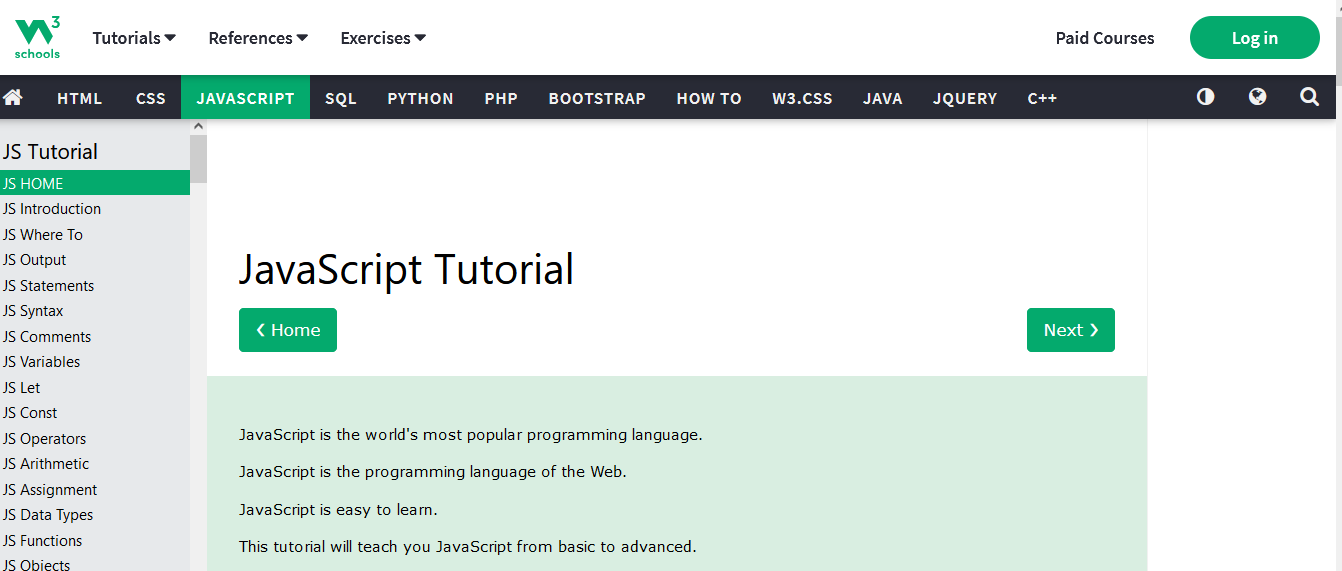 W3
schools
Tutorials
References
Exercises
Paid Courses
Log in
HTML
CSS
JAVASCRIPT
SQL
PYTHON
PHP
BOOTSTRAP
HOW TO
W3.CSS
JAVA
JQUERY
C++
JS Tutorial
JS HOME
JS Introduction
JS Where To
JS Output
JS Statements
JS Syntax
JS Comments
JS Variables
JS Let
JS Const
JS Operators
JS Arithmetic
JS Assignment
JS Data Types
JS Functions
JS Objects
JavaScript Tutorial
❮ Home
Next ❯
JavaScript is the world's most popular programming language.
JavaScript is the programming language of the Web.
JavaScript is easy to learn.
This tutorial will teach you JavaScript from basic to advanced.